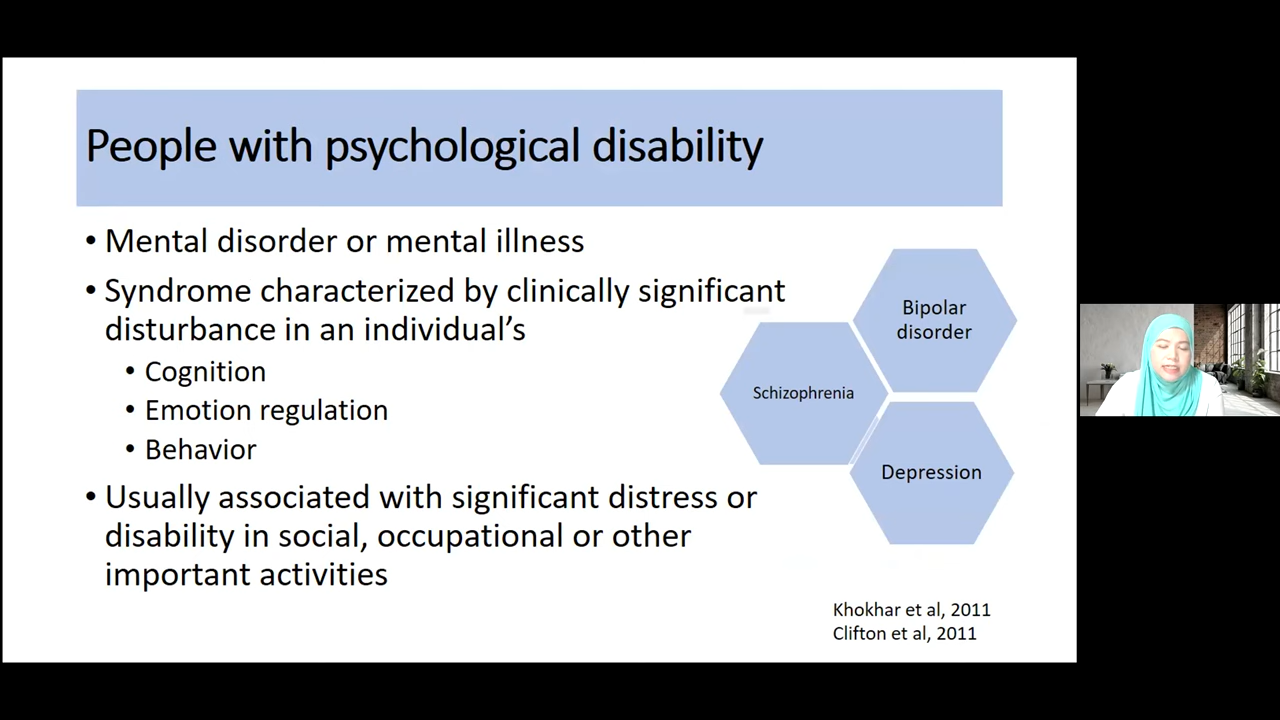 People with psychological disability
• Mental disorder or mental illness
• Syndrome characterized by clinically significant
disturbance in an individual’s
• Cognition
• Emotion regulation
• Behavior
• Usually associated with significant distress or
disability in social, occupational or other
important activities
Bipolar
disorder
Schizophrenia
Depression
Khokhar et al, 2011
Clifton et al, 2011